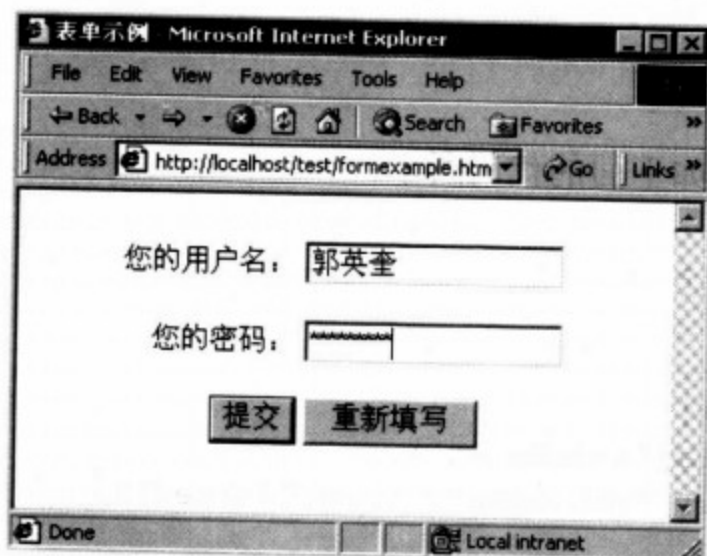 表单示例 - Microsoft Internet Explorer
File Edit View Favorites Tools Help
Back Search Favorites »
Address http://localhost/test/formexample.htm Go Links »
您的用户名：郭英奎
您的密码：*********
提交 重新填写
Done Local intranet